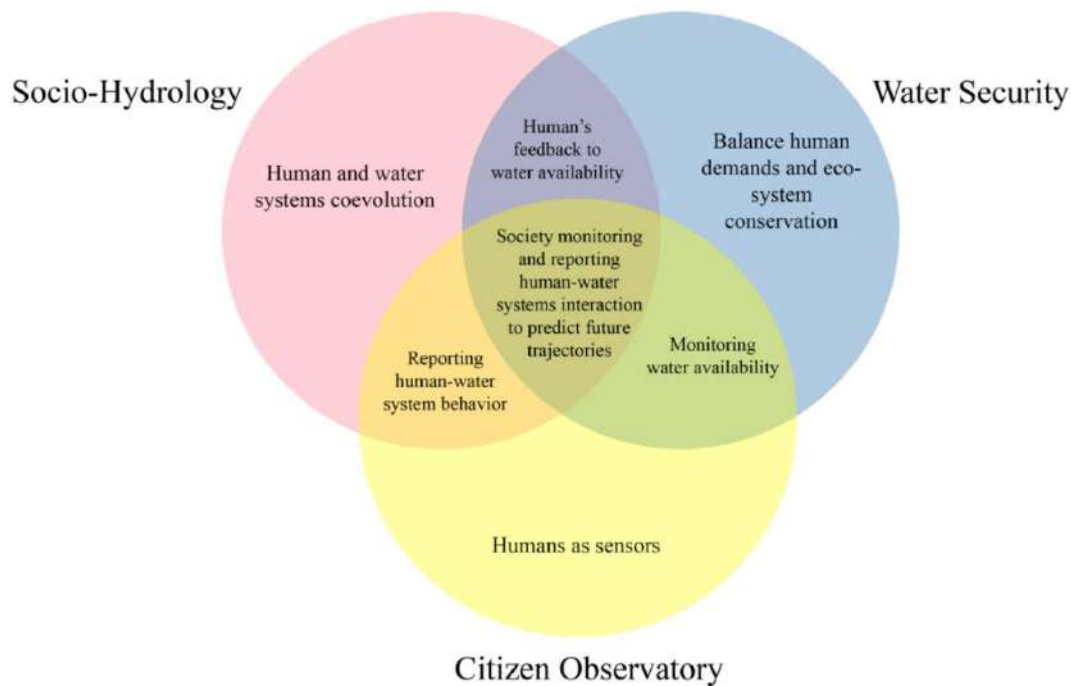 Socio-Hydrology
Water Security
Human and water
systems coevolution
Human's
feedback to
water availability
Balance human
demands and eco-
system
conservation
Society monitoring
and reporting
human-water
systems interaction
to predict future
trajectories
Reporting
human-water
system behavior
Monitoring
water availability
Humans as sensors
Citizen Observatory